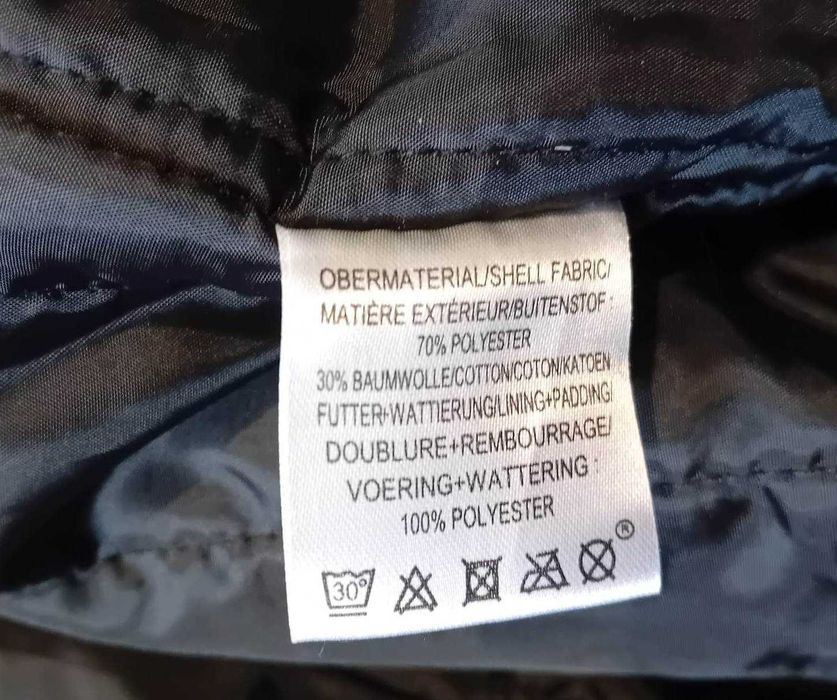 OBERMATERIAL/SHELL FABRIC/
MATIÈRE EXTÉRIEUR/BUITENSTOF :
70% POLYESTER
30% BAUMWOLLE/COTTON/COTON/KATOEN
FUTTER+WATTIERUNG/LINING+PADDING/
DOUBLURE+REMBOURRAGE/
VOERING+WATTERING :
100% POLYESTER
30° ®